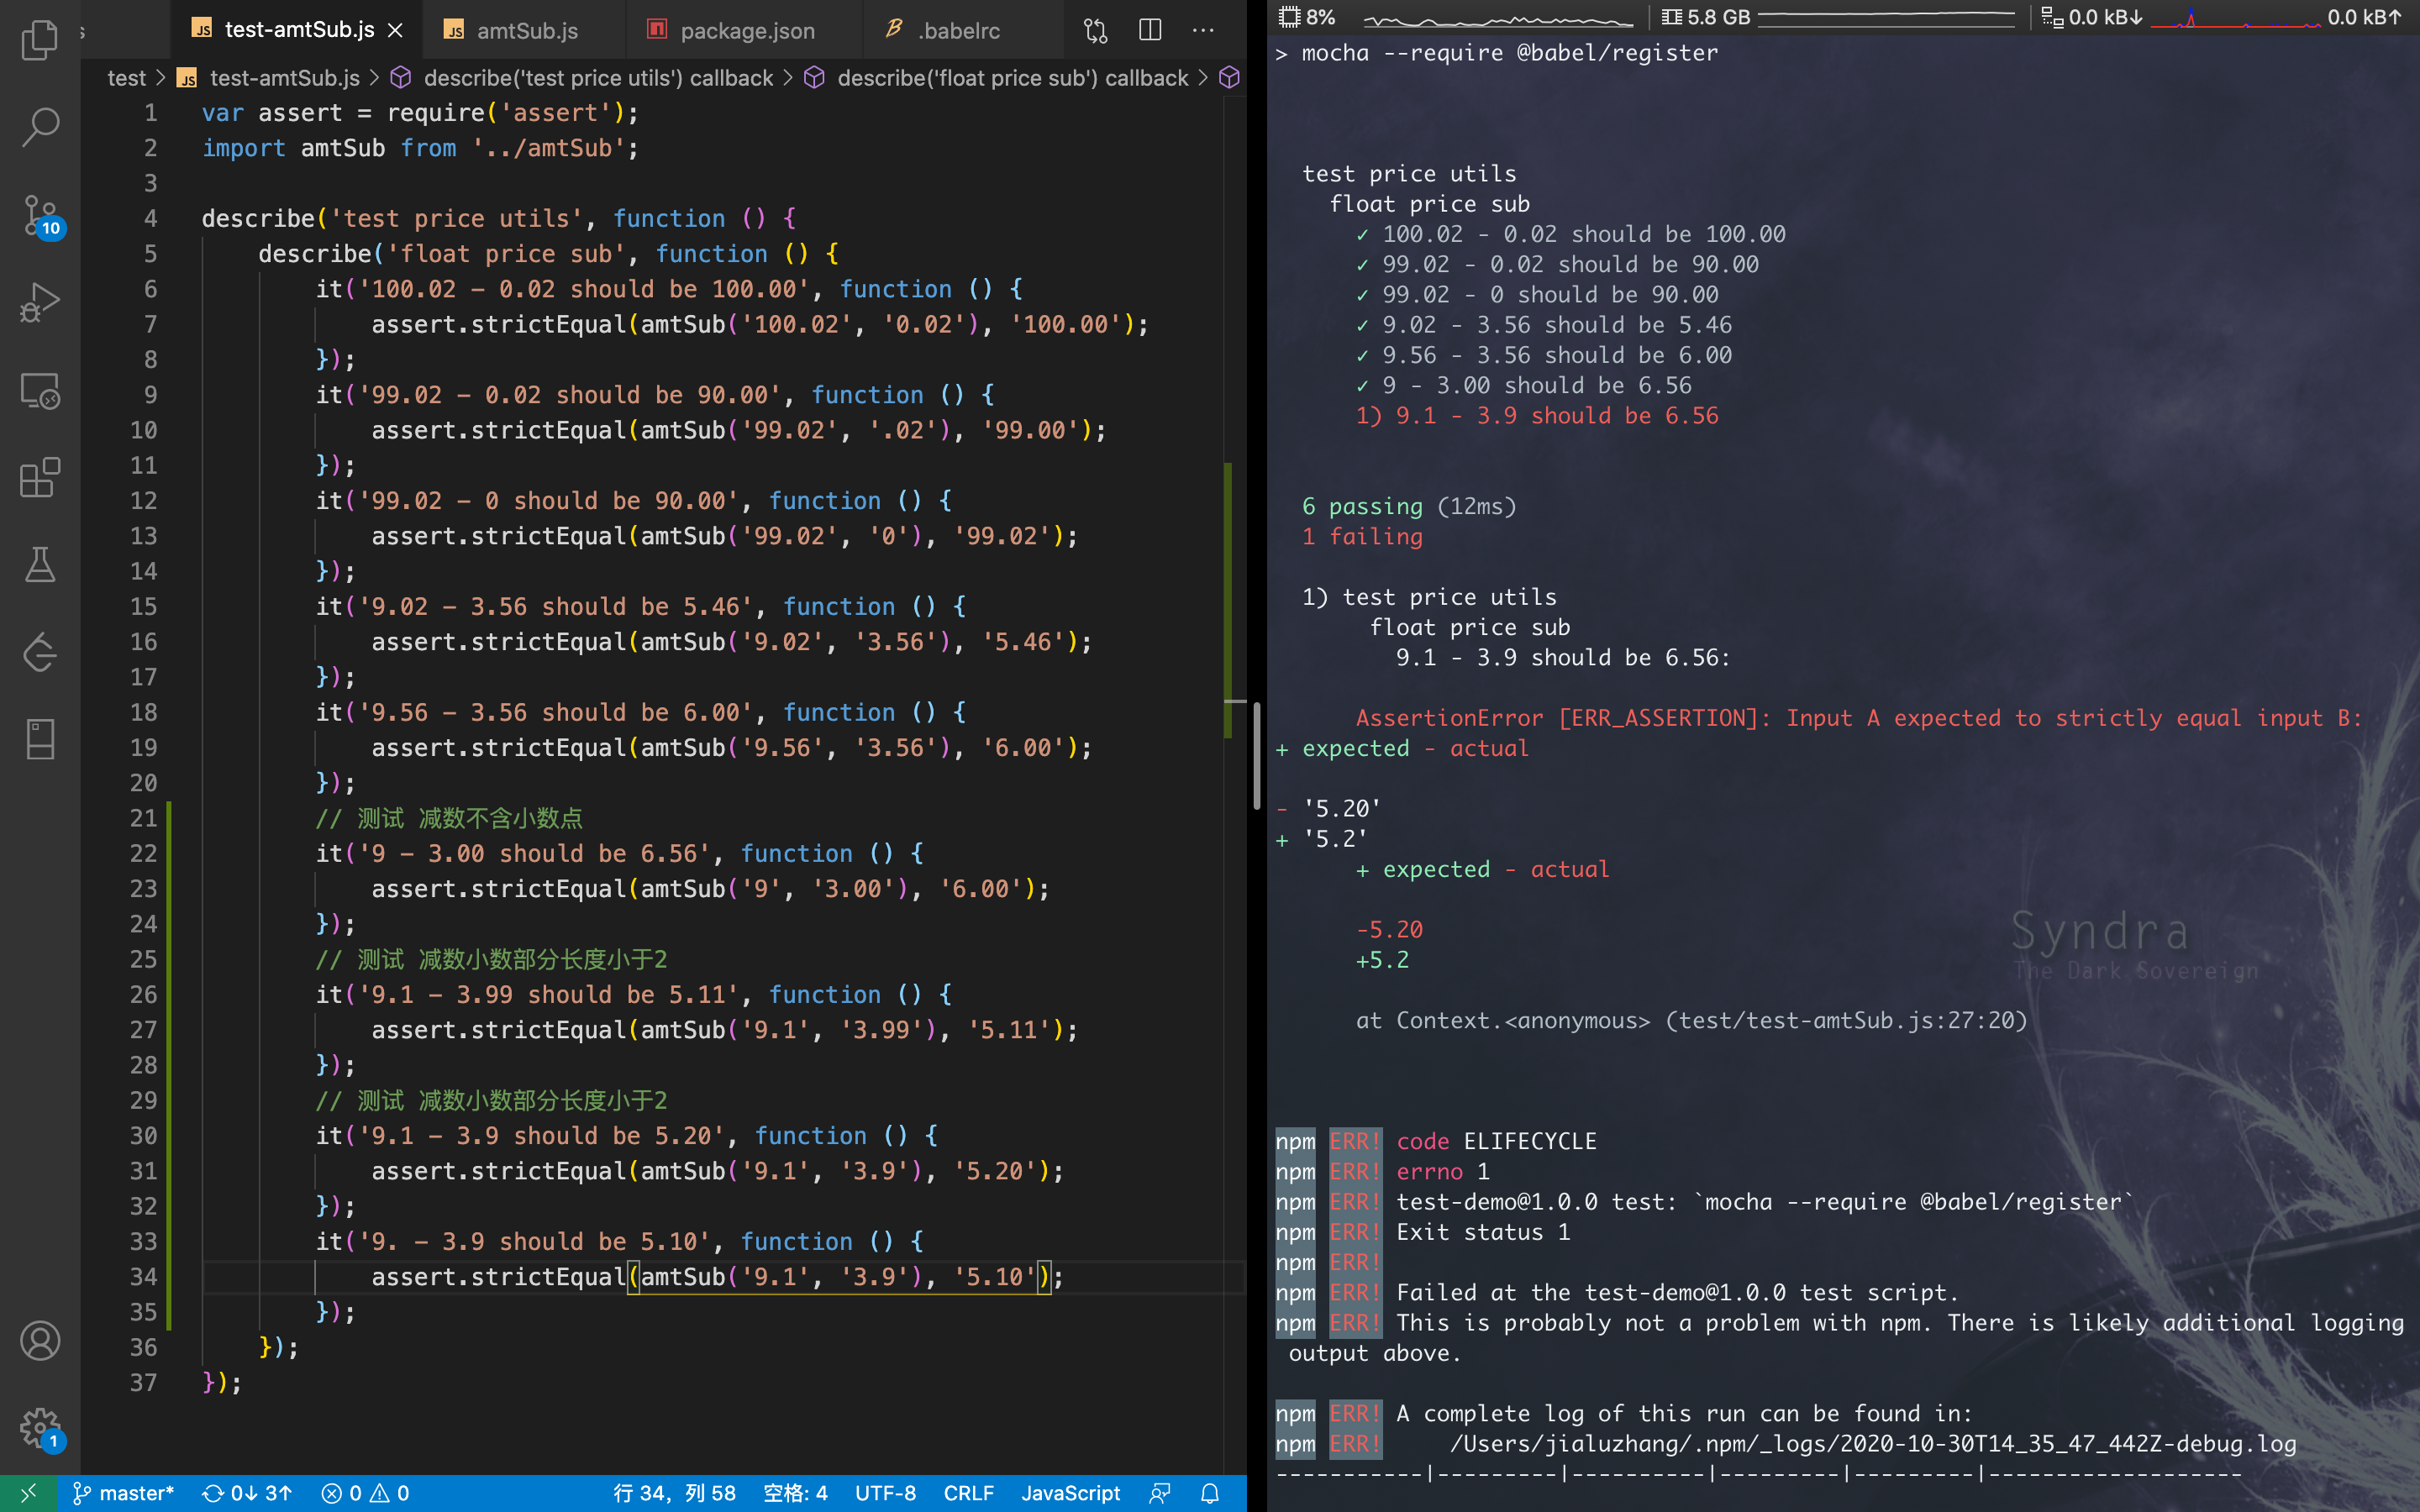 test-amtSub.js
amtSub.js
package.json
.babelrc
test > test-amtSub.js > describe('test price utils') callback > describe('float price sub') callback >
1 var assert = require('assert');
2 import amtSub from '../amtSub';
3
4 describe('test price utils', function () {
5 describe('float price sub', function () {
6 it('100.02 - 0.02 should be 100.00', function () {
7 assert.strictEqual(amtSub('100.02', '0.02'), '100.00');
8 });
9 it('99.02 - 0.02 should be 90.00', function () {
10 assert.strictEqual(amtSub('99.02', '.02'), '99.00');
11 });
12 it('99.02 - 0 should be 90.00', function () {
13 assert.strictEqual(amtSub('99.02', '0'), '99.02');
14 });
15 it('9.02 - 3.56 should be 5.46', function () {
16 assert.strictEqual(amtSub('9.02', '3.56'), '5.46');
17 });
18 it('9.56 - 3.56 should be 6.00', function () {
19 assert.strictEqual(amtSub('9.56', '3.56'), '6.00');
20 });
21 // 测试 减数不含小数点
22 it('9 - 3.00 should be 6.56', function () {
23 assert.strictEqual(amtSub('9', '3.00'), '6.00');
24 });
25 // 测试 减数小数部分长度小于2
26 it('9.1 - 3.99 should be 5.11', function () {
27 assert.strictEqual(amtSub('9.1', '3.99'), '5.11');
28 });
29 // 测试 减数小数部分长度小于2
30 it('9.1 - 3.9 should be 5.20', function () {
31 assert.strictEqual(amtSub('9.1', '3.9'), '5.20');
32 });
33 it('9. - 3.9 should be 5.10', function () {
34 assert.strictEqual(amtSub('9.1', '3.9'), '5.10');
35 });
36 });
37 });
10
1
master* 0↓ 3↑ 0 0 行 34，列 58 空格: 4 UTF-8 CRLF JavaScript
8% 5.8 GB 0.0 kB↓ 0.0 kB↑
> mocha --require @babel/register
test price utils
float price sub
✓ 100.02 - 0.02 should be 100.00
✓ 99.02 - 0.02 should be 90.00
✓ 99.02 - 0 should be 90.00
✓ 9.02 - 3.56 should be 5.46
✓ 9.56 - 3.56 should be 6.00
✓ 9 - 3.00 should be 6.56
1) 9.1 - 3.9 should be 6.56
6 passing (12ms)
1 failing
1) test price utils
float price sub
9.1 - 3.9 should be 6.56:
AssertionError [ERR_ASSERTION]: Input A expected to strictly equal input B:
+ expected - actual
- '5.20'
+ '5.2'
+ expected - actual
-5.20
+5.2
Syndra
The Dark Sovereign
at Context.<anonymous> (test/test-amtSub.js:27:20)
npm ERR! code ELIFECYCLE
npm ERR! errno 1
npm ERR! test-demo@1.0.0 test: `mocha --require @babel/register`
npm ERR! Exit status 1
npm ERR!
npm ERR! Failed at the test-demo@1.0.0 test script.
npm ERR! This is probably not a problem with npm. There is likely additional logging
output above.
npm ERR! A complete log of this run can be found in:
npm ERR! /Users/jialuzhang/.npm/_logs/2020-10-30T14_35_47_442Z-debug.log
-----------|---------|----------|---------|---------|-------------------